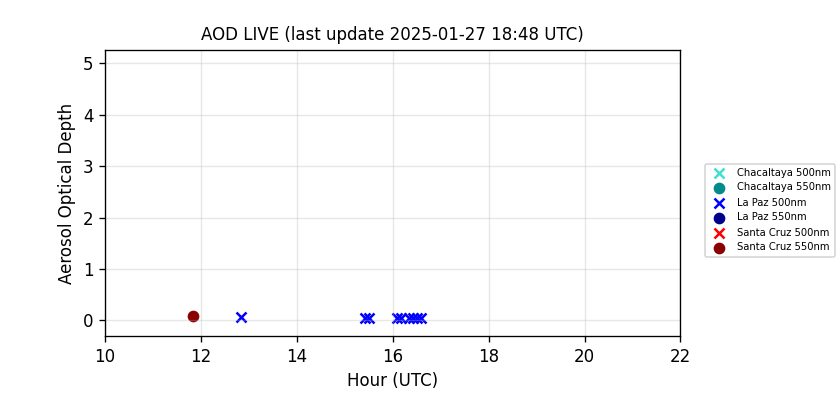 AOD LIVE (last update 2025-01-27 18:48 UTC)
Aerosol Optical Depth
5
4
3
2
1
0
10 12 14 16 18 20 22
Hour (UTC)
Chacaltaya 500nm
Chacaltaya 550nm
La Paz 500nm
La Paz 550nm
Santa Cruz 500nm
Santa Cruz 550nm